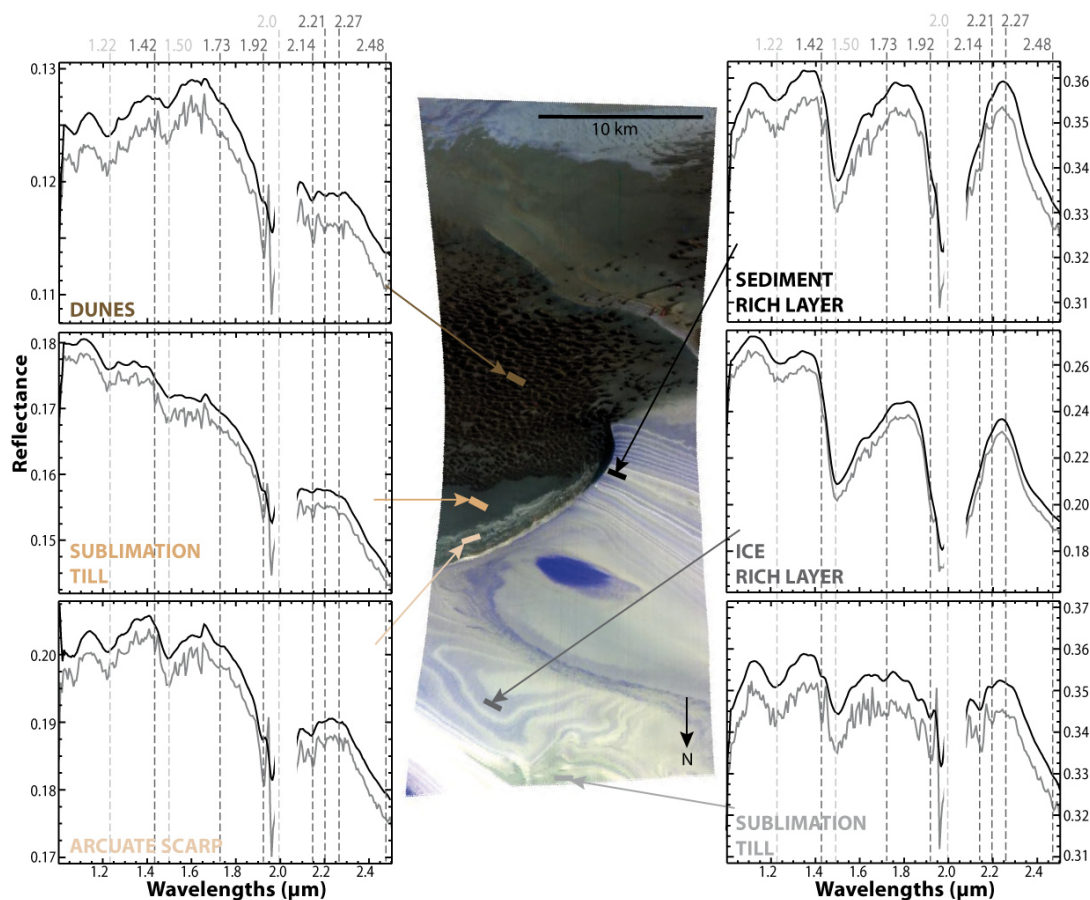 2.0
2.21 2.27
1.22 1.42 1.50 1.73 1.92 2.14 2.48
2.0
2.21 2.27
1.22 1.42 1.50 1.73 1.92 2.14 2.48
0.13
0.12
0.11
DUNES
0.18
0.17
0.16
0.15
SUBLIMATION
TILL
0.20
0.19
0.18
0.17
ARCUATE SCARP
1.2 1.4 1.6 1.8 2.0 2.2 2.4
Wavelengths (µm)
Reflectance
10 km
N
0.36
0.35
0.34
0.33
0.32
0.31
SEDIMENT
RICH LAYER
0.26
0.24
0.22
0.20
0.18
ICE
RICH LAYER
0.37
0.36
0.35
0.34
0.33
0.32
0.31
SUBLIMATION
TILL
1.2 1.4 1.6 1.8 2.0 2.2 2.4
Wavelengths (µm)